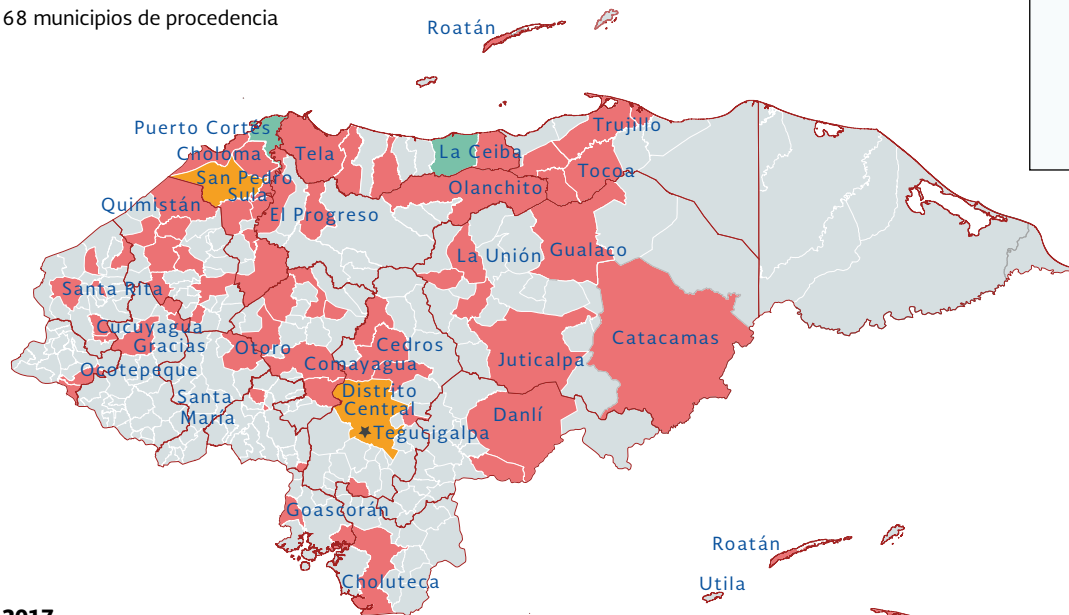 68 municipios de procedencia
Roatán
Puerto Cortés
Trujillo
Choloma
Tela
La Ceiba
San Pedro
Sula
Tocoa
Olanchito
Quimistán
El Progreso
La Unión
Gualaco
Santa Rita
Cucuyagua
Gracias
Otoro
Cedros
Catacamas
Comayagua
Juticalpa
Ocotepeque
Distrito
Central
Santa
María
Danlí
Tegucigalpa
Goascorán
Roatán
Utila
Choluteca
2017